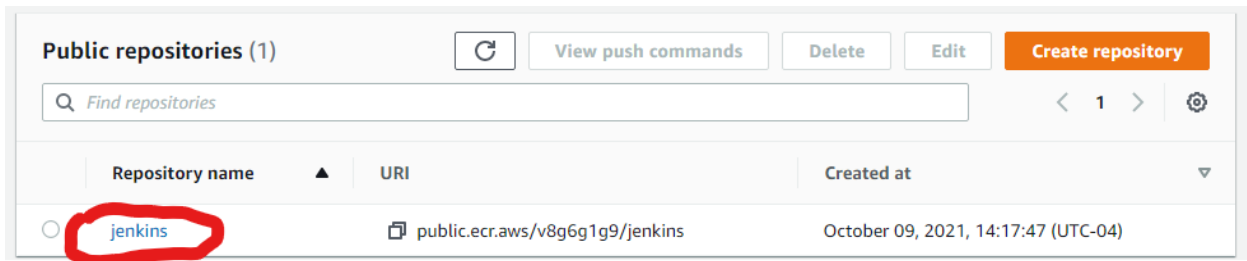 Public repositories (1)
View push commands
Delete
Edit
Create repository
Find repositories
1
Repository name
URI
Created at
jenkins
public.ecr.aws/v8g6g1g9/jenkins
October 09, 2021, 14:17:47 (UTC-04)